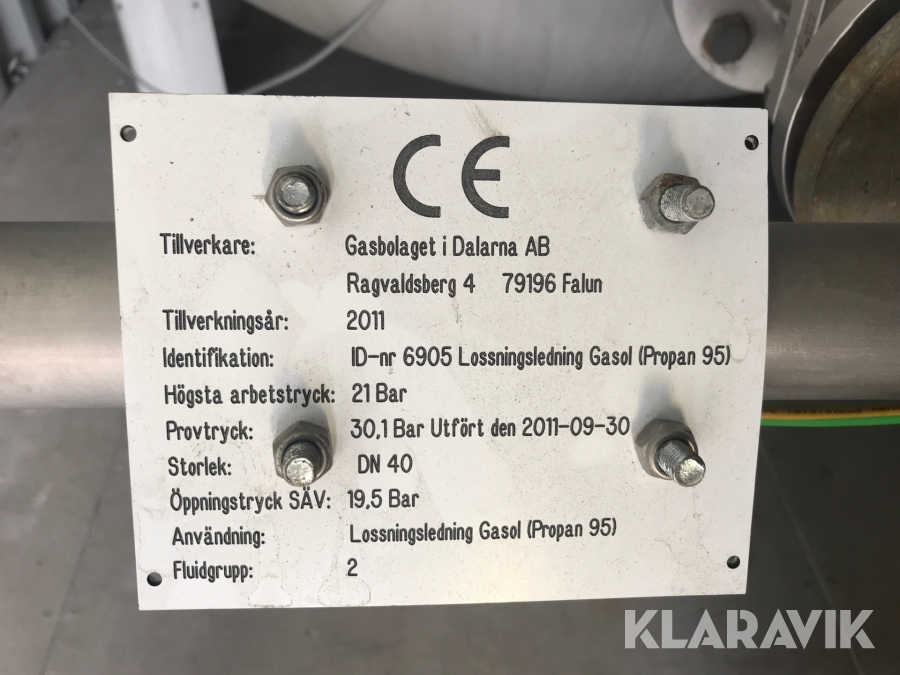 CE
Tillverkare: Gasbolaget i Dalarna AB
Ragvaldsberg 4 79196 Falun
Tillverkningsår: 2011
Identifikation: ID-nr 6905 Lossningsledning Gasol (Propan 95)
Högsta arbetstryck: 21 Bar
Provtryck: 30,1 Bar Utfört den 2011-09-30
Storlek: DN 40
Öppningstryck SÄV: 19,5 Bar
Användning: Lossningsledning Gasol (Propan 95)
Fluidgrupp: 2
KLARAVIK